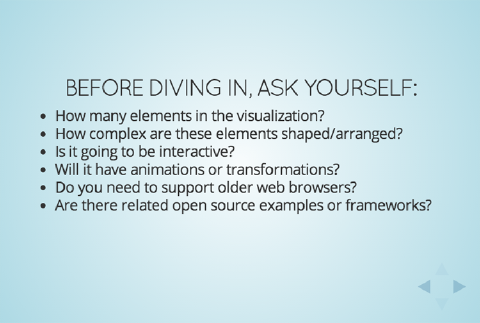 BEFORE DIVING IN, ASK YOURSELF:
• How many elements in the visualization?
• How complex are these elements shaped/arranged?
• Is it going to be interactive?
• Will it have animations or transformations?
• Do you need to support older web browsers?
• Are there related open source examples or frameworks?